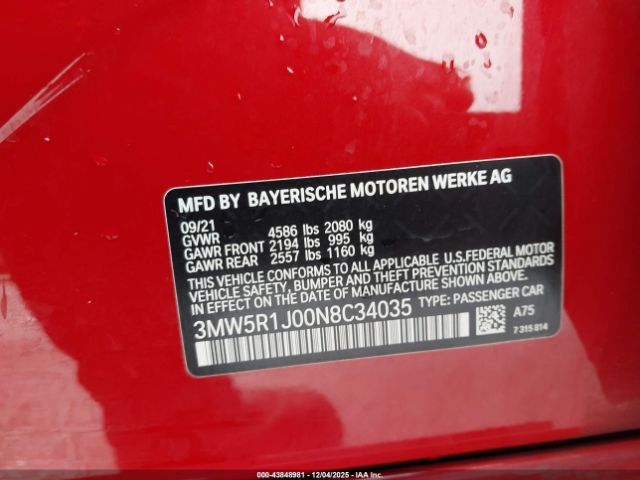 MFD BY BAYERISCHE MOTOREN WERKE AG
09/21
GVWR 4586 lbs 2080 kg
GAWR FRONT 2194 lbs 995 kg
GAWR REAR 2557 lbs 1160 kg
THIS VEHICLE CONFORMS TO ALL APPLICABLE U.S.FEDERAL MOTOR
VEHICLE SAFETY, BUMPER, AND THEFT PREVENTION STANDARDS
IN EFFECT ON THE DATE OF MANUFACTURE SHOWN ABOVE.
3MW5R1J00N8C34035 TYPE: PASSENGER CAR
A75
7 315 814
000-43848981 - 12/04/2025 - IAAI